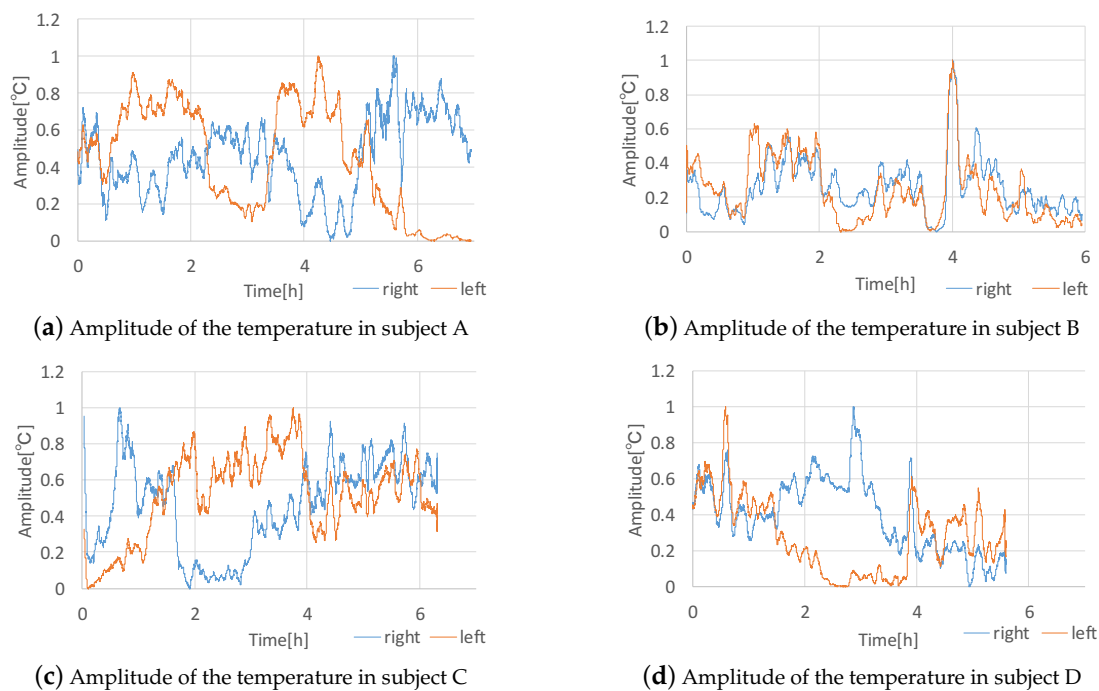 1.2
1
0.8
0.6
0.4
0.2
0
Amplitude[℃]
0 2 4 6
Time[h]
right left
(a) Amplitude of the temperature in subject A
1.2
1
0.8
0.6
0.4
0.2
0
Amplitude[℃]
0 2 4 6
Time[h]
right left
(b) Amplitude of the temperature in subject B
1.2
1
0.8
0.6
0.4
0.2
0
Amplitude[℃]
0 2 4 6
Time[h]
right left
(c) Amplitude of the temperature in subject C
1.2
1
0.8
0.6
0.4
0.2
0
Amplitude[℃]
0 2 4 6
Time[h]
right left
(d) Amplitude of the temperature in subject D